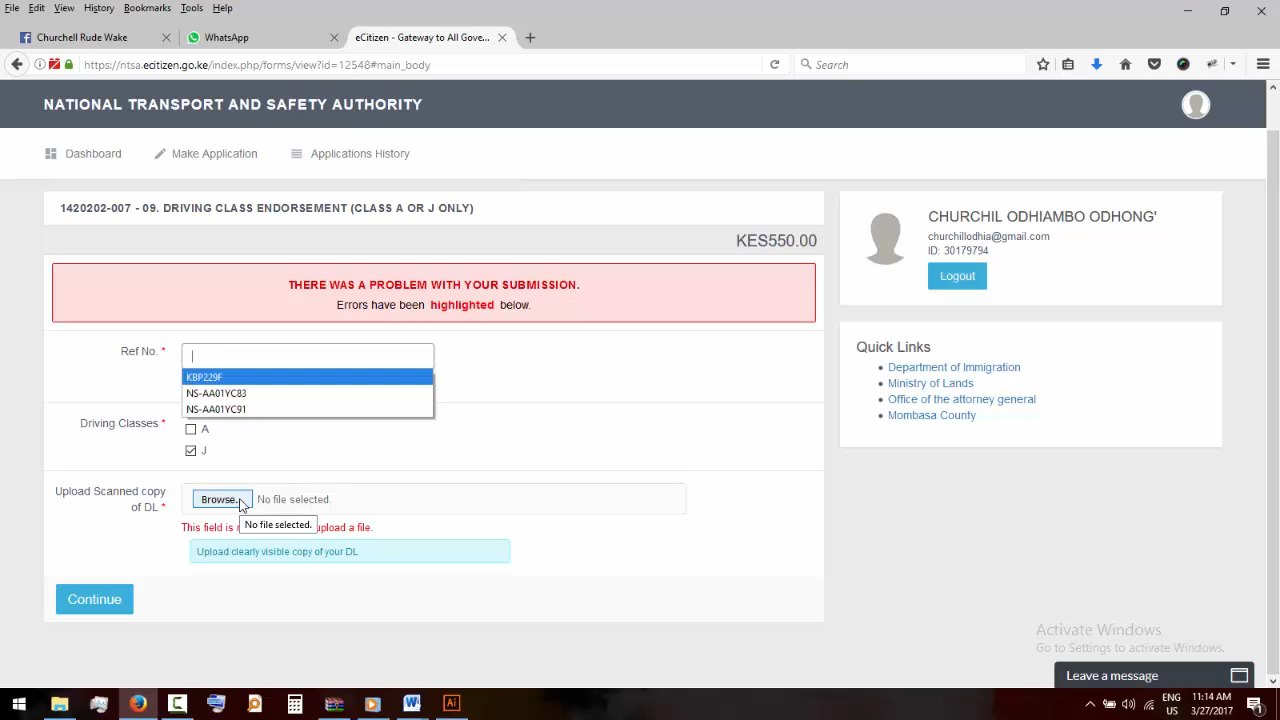 File Edit View History Bookmarks Tools Help
Churchell Rude Wake
WhatsApp
eCitizen - Gateway to All Gove...
https://ntsa.ecitizen.go.ke/index.php/forms/view?id=12548#main_body
Search
NATIONAL TRANSPORT AND SAFETY AUTHORITY
Dashboard
Make Application
Applications History
1420202-007 - 09. DRIVING CLASS ENDORSEMENT (CLASS A OR J ONLY)
KES550.00
THERE WAS A PROBLEM WITH YOUR SUBMISSION.
Errors have been highlighted below.
Ref No. *
KBP229F
NS-AA01YC83
NS-AA01YC91
Driving Classes *
A
J
Upload Scanned copy
of DL *
Browse.. No file selected.
This field is
upload a file.
No file selected.
Upload clearly visible copy of your DL
Continue
CHURCHIL ODHIAMBO ODHONG'
churchillodhia@gmail.com
ID: 30179794
Logout
Quick Links
Department of Immigration
Ministry of Lands
Office of the attorney general
Mombasa County
Activate Windows
Go to Settings to activate Windows.
Leave a message
ENG
US
11:14 AM
3/27/2017